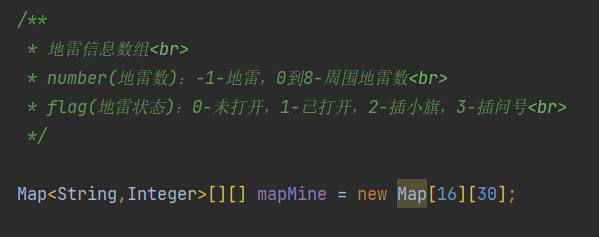 /**
* 地雷信息数组<br>
* number(地雷数)：-1-地雷，0到8-周围地雷数<br>
* flag(地雷状态)：0-未打开，1-已打开，2-插小旗，3-插问号<br>
*/
Map<String,Integer>[][] mapMine = new Map[16][30];